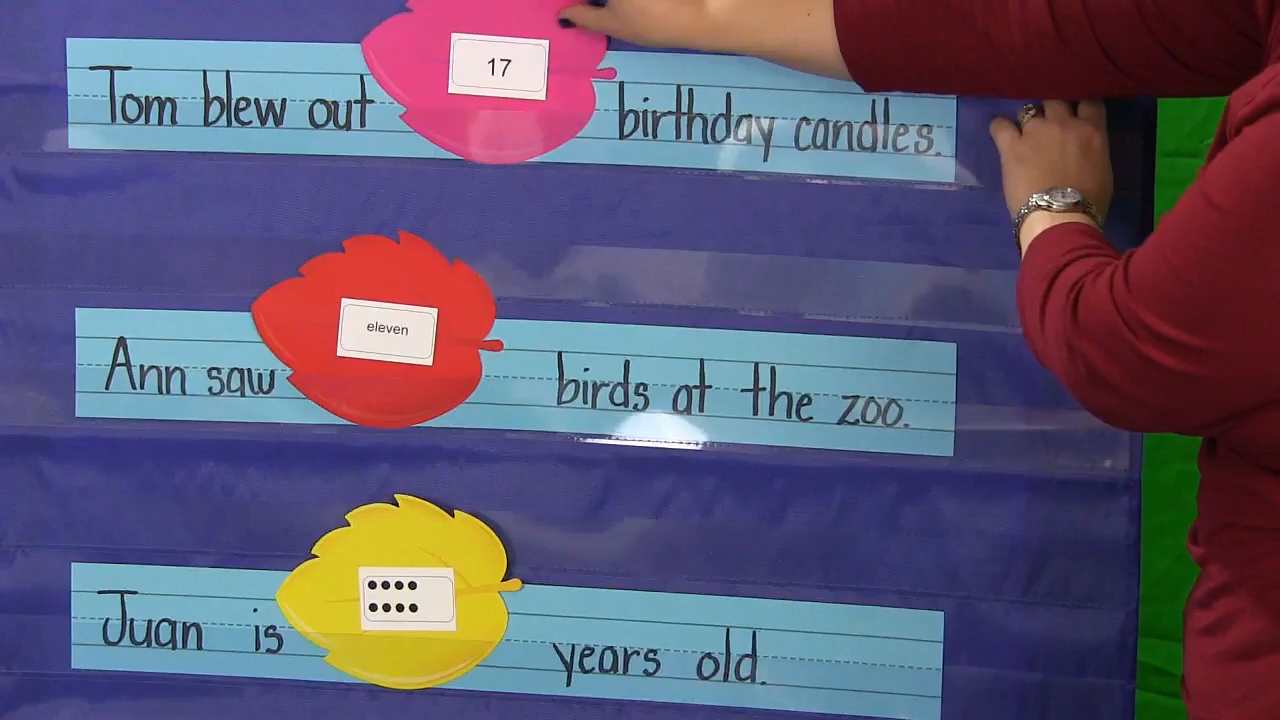 Tom blew out 17 birthday candles.
Ann saw eleven birds at the zoo.
Juan is years old.